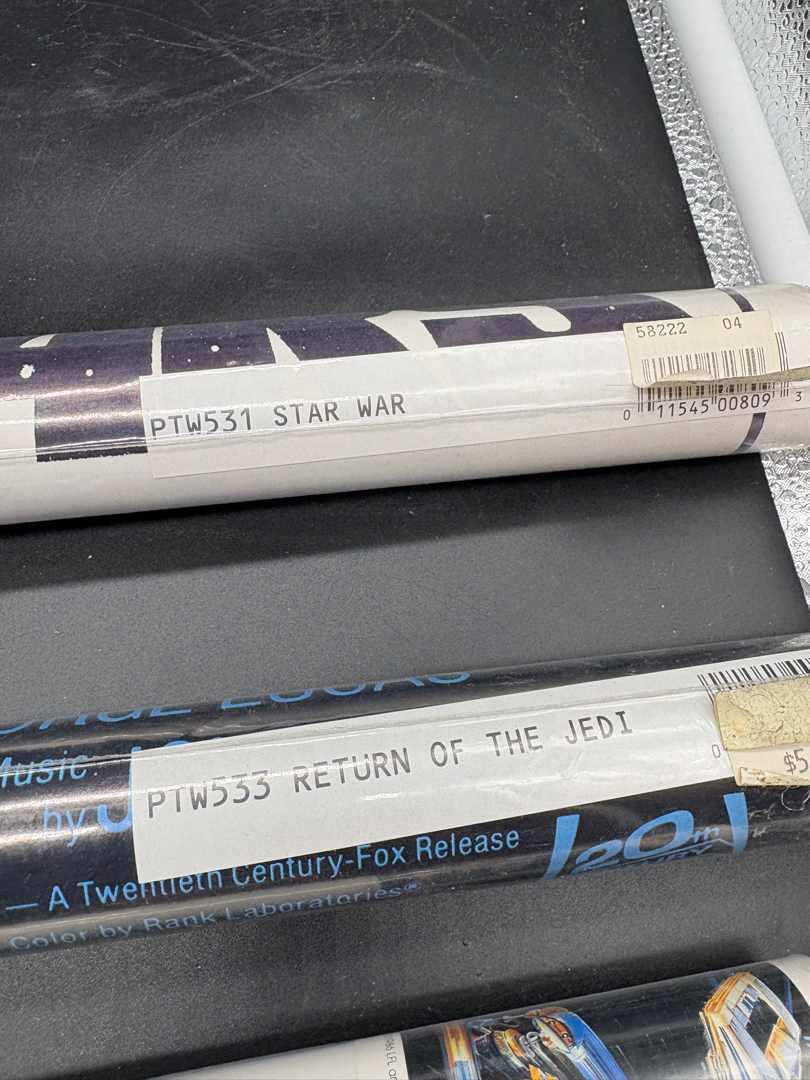 58222 04
PTW531 STAR WAR
0 11545 00809 3
PTW533 RETURN OF THE JEDI
0
$5
Music
by J
— A Twentieth Century-Fox Release
20th
Color by Rank Laboratories®